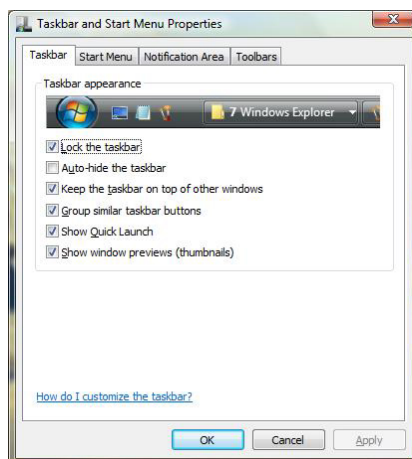 Taskbar and Start Menu Properties
Taskbar Start Menu Notification Area Toolbars
Taskbar appearance
7 Windows Explorer
Lock the taskbar
Auto-hide the taskbar
Keep the taskbar on top of other windows
Group similar taskbar buttons
Show Quick Launch
Show window previews (thumbnails)
How do I customize the taskbar?
OK Cancel Apply